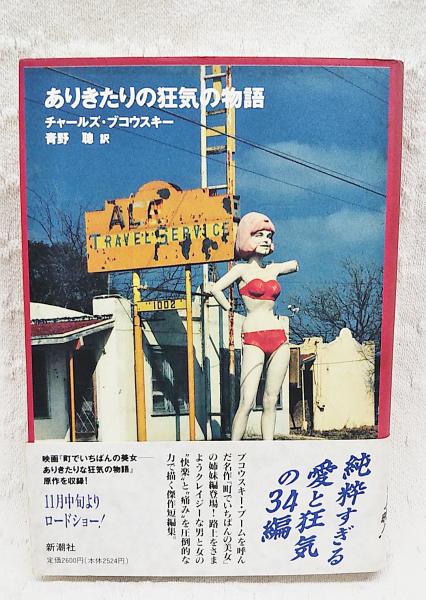 ありきたりの狂気の物語
チャールズ・ブコウスキー
青野 聰 訳
ALA
TRAVEL SERVICE
1002
純粋すぎる
愛と狂気
の34編
ブコウスキー・ブームを呼ん
だ名作『町でいちばんの美女』
の姉妹編登場！路上をさま
ようクレイジーな男と女の
“快楽”と“痛み”を圧倒的な
力で描く傑作短編集。
映画『町でいちばんの美女──
ありきたりな狂気の物語』
原作を収録！
11月中旬より
ロードショー！
新潮社
定価2600円(本体2524円)